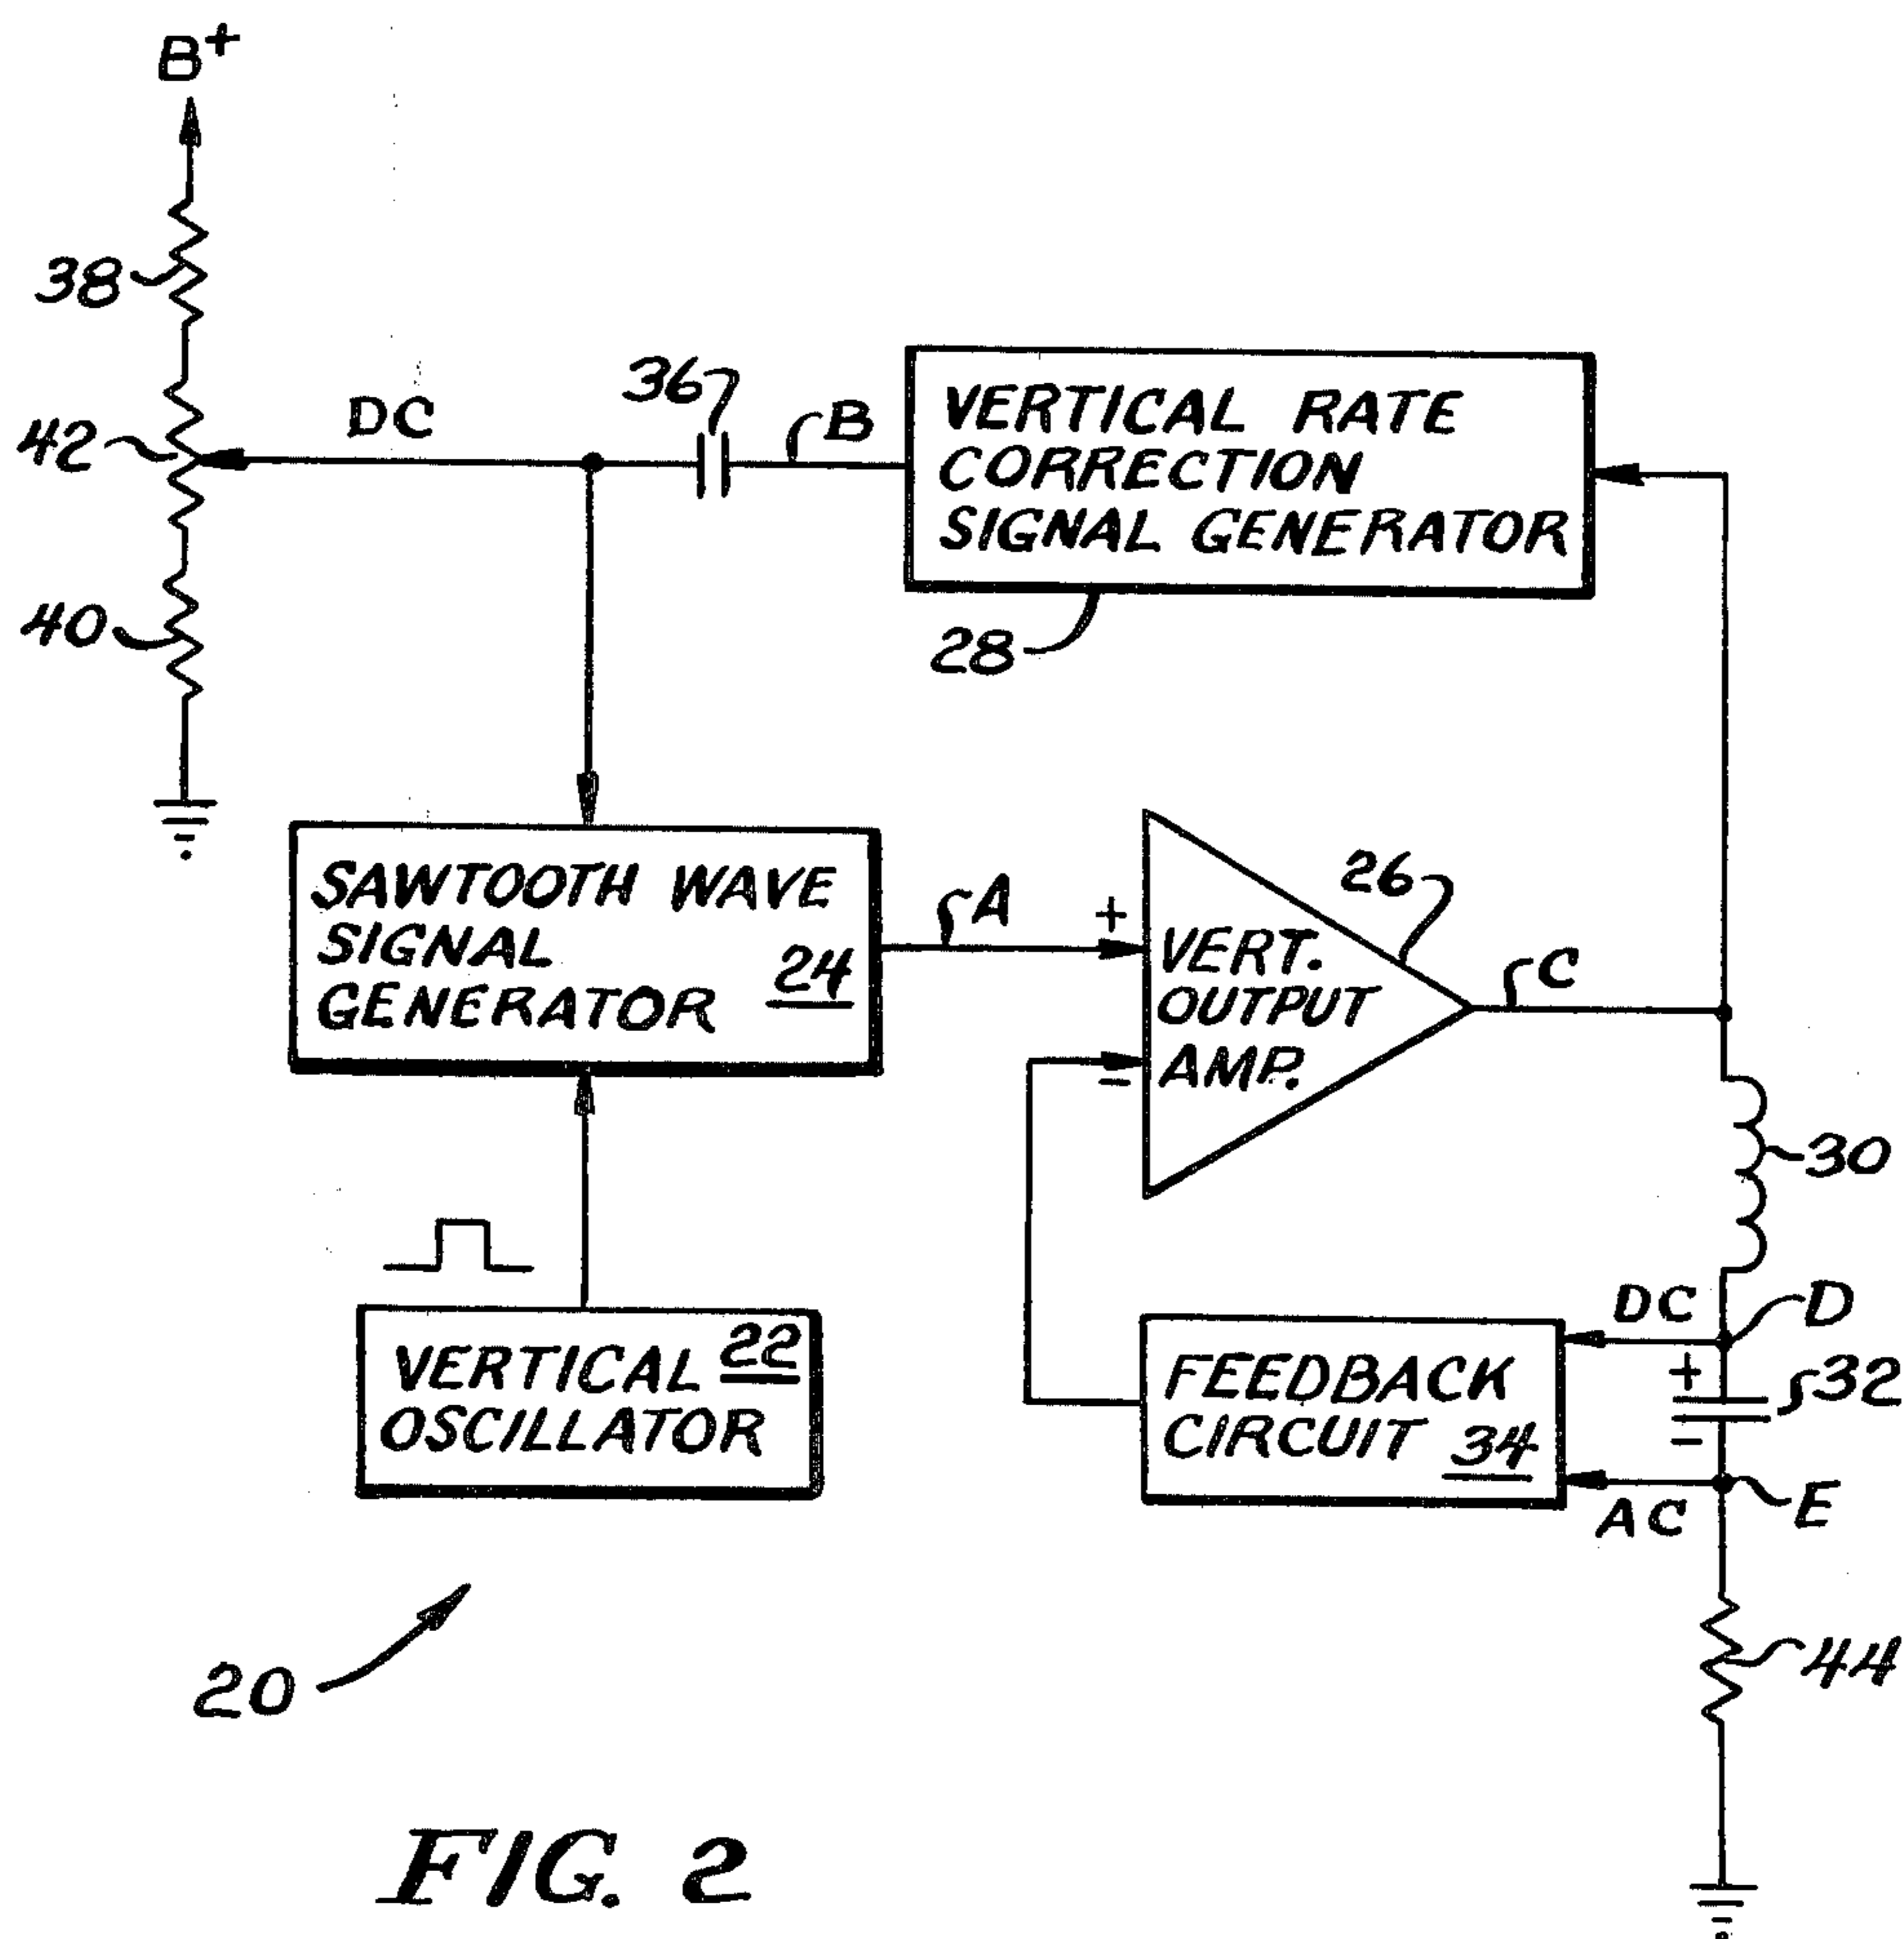 B+
38
42
DC
36
B
VERTICAL RATE
CORRECTION
SIGNAL GENERATOR
40
28
SAWTOOTH WAVE
SIGNAL
GENERATOR 24
A
+
VERT.
OUTPUT
AMP.
−
26
C
30
VERTICAL 22
OSCILLATOR
FEEDBACK
CIRCUIT 34
DC
D
+
32
−
AC
E
44
20
FIG. 2